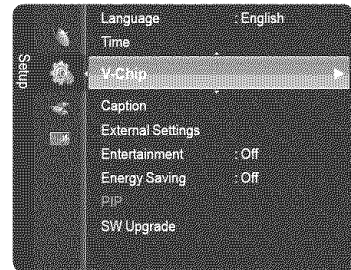 Setup
Language : English
Time
V-Chip
Caption
External Settings
Entertainment : Off
Energy Saving : Off
PIP
SW Upgrade